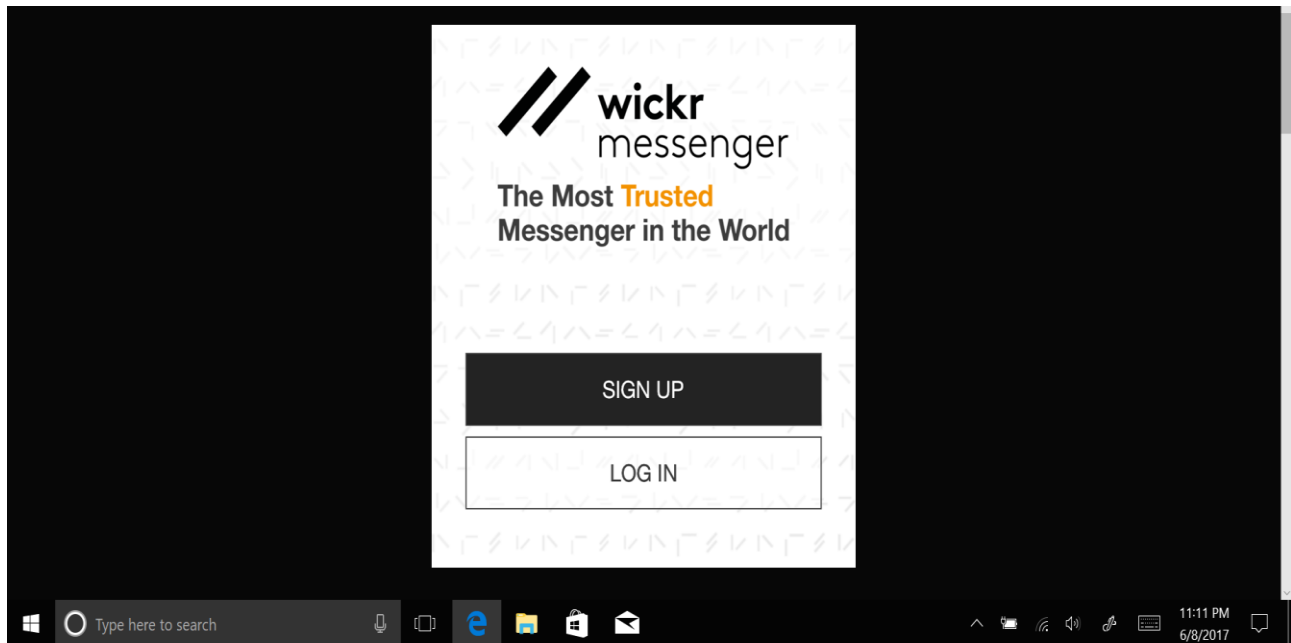 wickr
messenger
The Most Trusted
Messenger in the World
SIGN UP
LOG IN
Type here to search
11:11 PM
6/8/2017